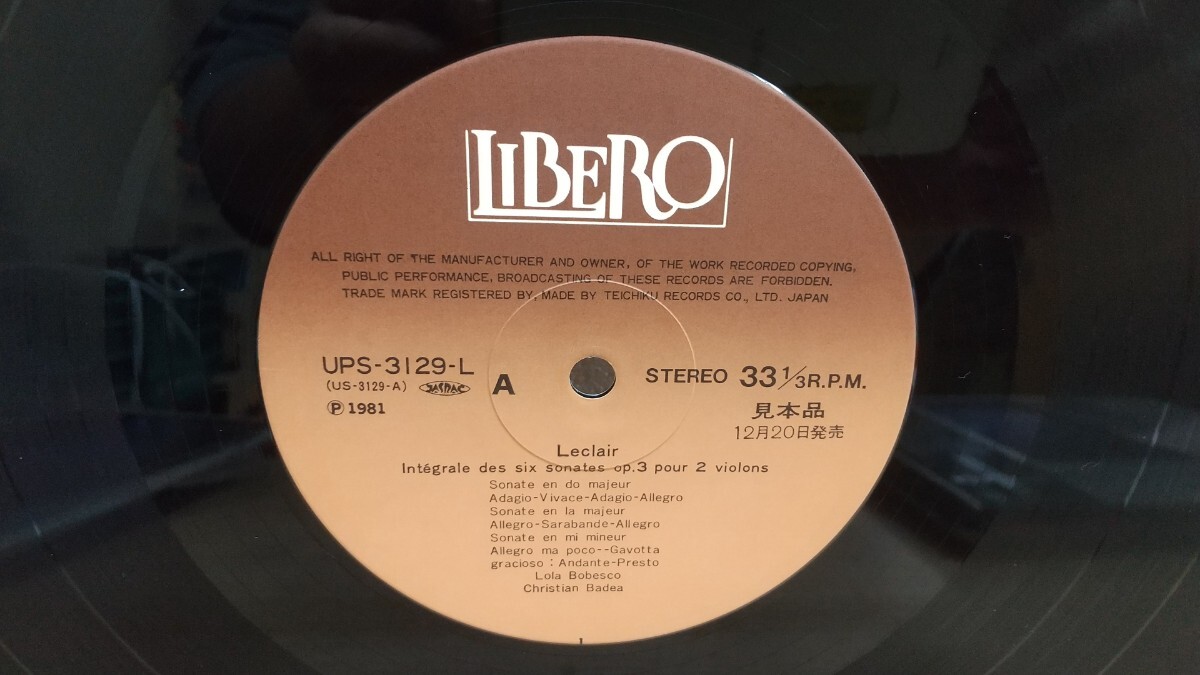 LIBERO
ALL RIGHT OF THE MANUFACTURER AND OWNER, OF THE WORK RECORDED COPYING,
PUBLIC PERFORMANCE, BROADCASTING OF THESE RECORDS ARE FORBIDDEN.
TRADE MARK REGISTERED BY, MADE BY TEICHIKU RECORDS CO., LTD. JAPAN
UPS-3129-L
(US-3129-A) JASRAC
℗ 1981
A
STEREO 33 1/3 R.P.M.
見本品
12月20日発売
Leclair
Intégrale des six sonates op.3 pour 2 violons
Sonate en do majeur
Adagio-Vivace-Adagio-Allegro
Sonate en la majeur
Allegro-Sarabande-Allegro
Sonate en mi mineur
Allegro ma poco--Gavotta
gracioso : Andante-Presto
Lola Bobesco
Christian Badea